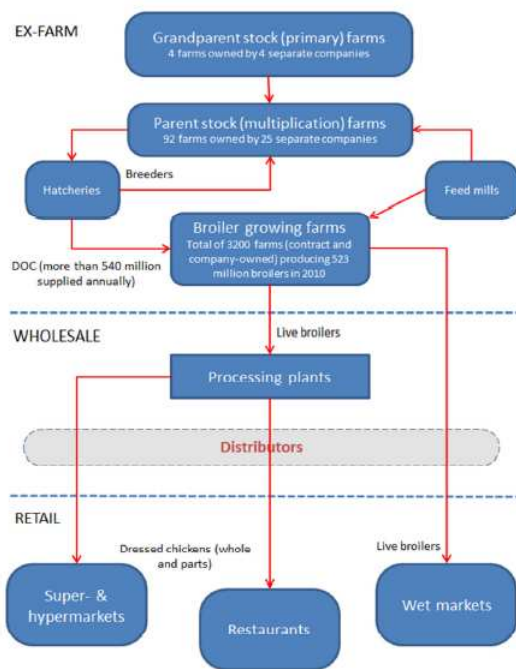 EX-FARM
Grandparent stock (primary) farms
4 farms owned by 4 separate companies
Parent stock (multiplication) farms
92 farms owned by 25 separate companies
Breeders
Hatcheries
Feed mills
Broiler growing farms
Total of 3200 farms (contract and
company-owned) producing 523
million broilers in 2010
DOC (more than 540 million
supplied annually)
Live broilers
WHOLESALE
Processing plants
Distributors
RETAIL
Dressed chickens (whole
and parts)
Live broilers
Super- &
hypermarkets
Restaurants
Wet markets